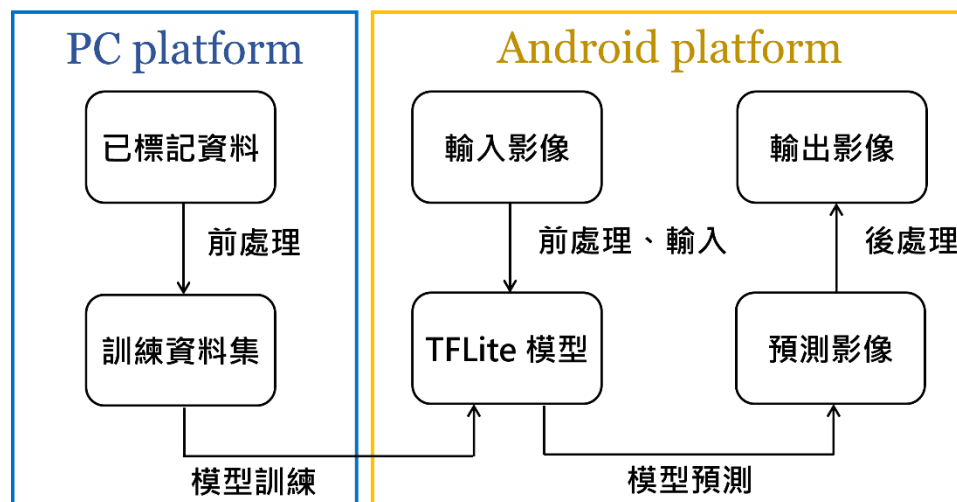 PC platform
已標記資料
前處理
訓練資料集
模型訓練
Android platform
輸入影像
前處理、輸入
TFLite 模型
模型預測
預測影像
後處理
輸出影像